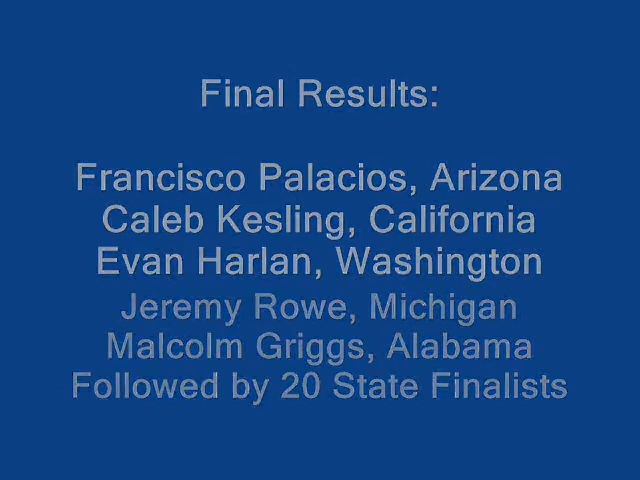 Final Results:
Francisco Palacios, Arizona
Caleb Kesling, California
Evan Harlan, Washington
Jeremy Rowe, Michigan
Malcolm Griggs, Alabama
Followed by 20 State Finalists